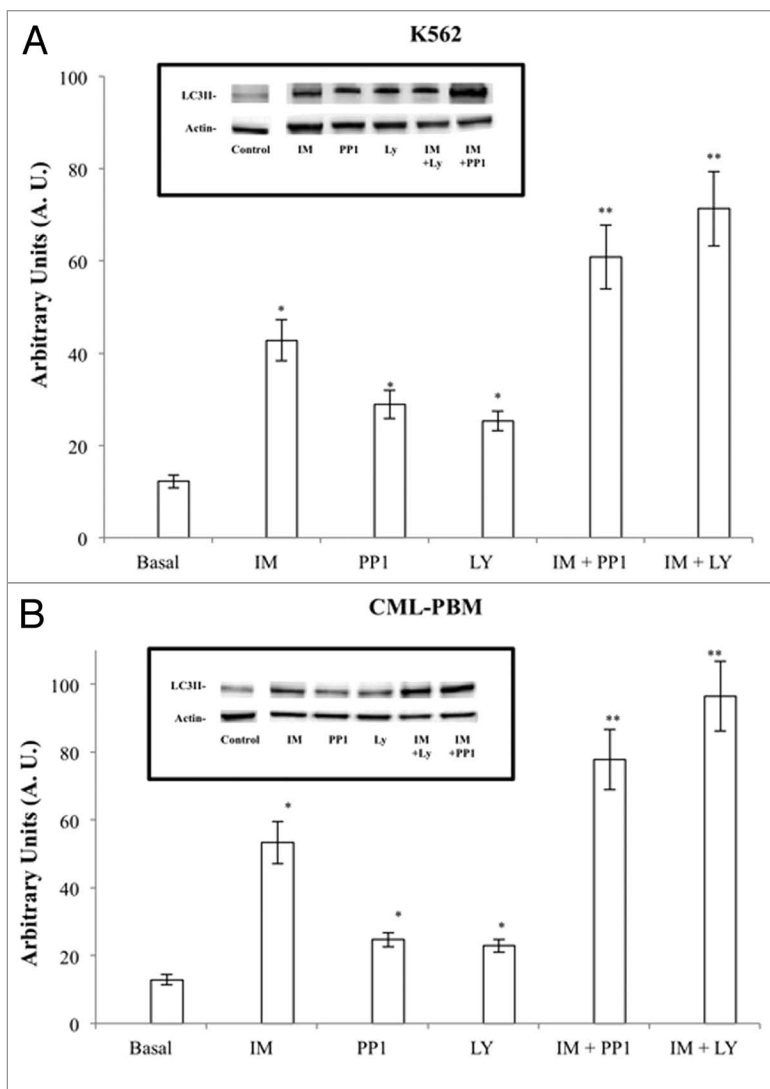 A
K562
Arbitrary Units (A. U.)
100
80
60
40
20
0
LC3II-
Actin-
Control IM PP1 Ly IM +Ly IM +PP1
*
*
*
**
**
Basal IM PP1 LY IM + PP1 IM + LY
B
CML-PBM
Arbitrary Units (A. U.)
100
80
60
40
20
0
LC3II-
Actin-
Control IM PP1 Ly IM +Ly IM +PP1
*
*
*
**
**
Basal IM PP1 LY IM + PP1 IM + LY